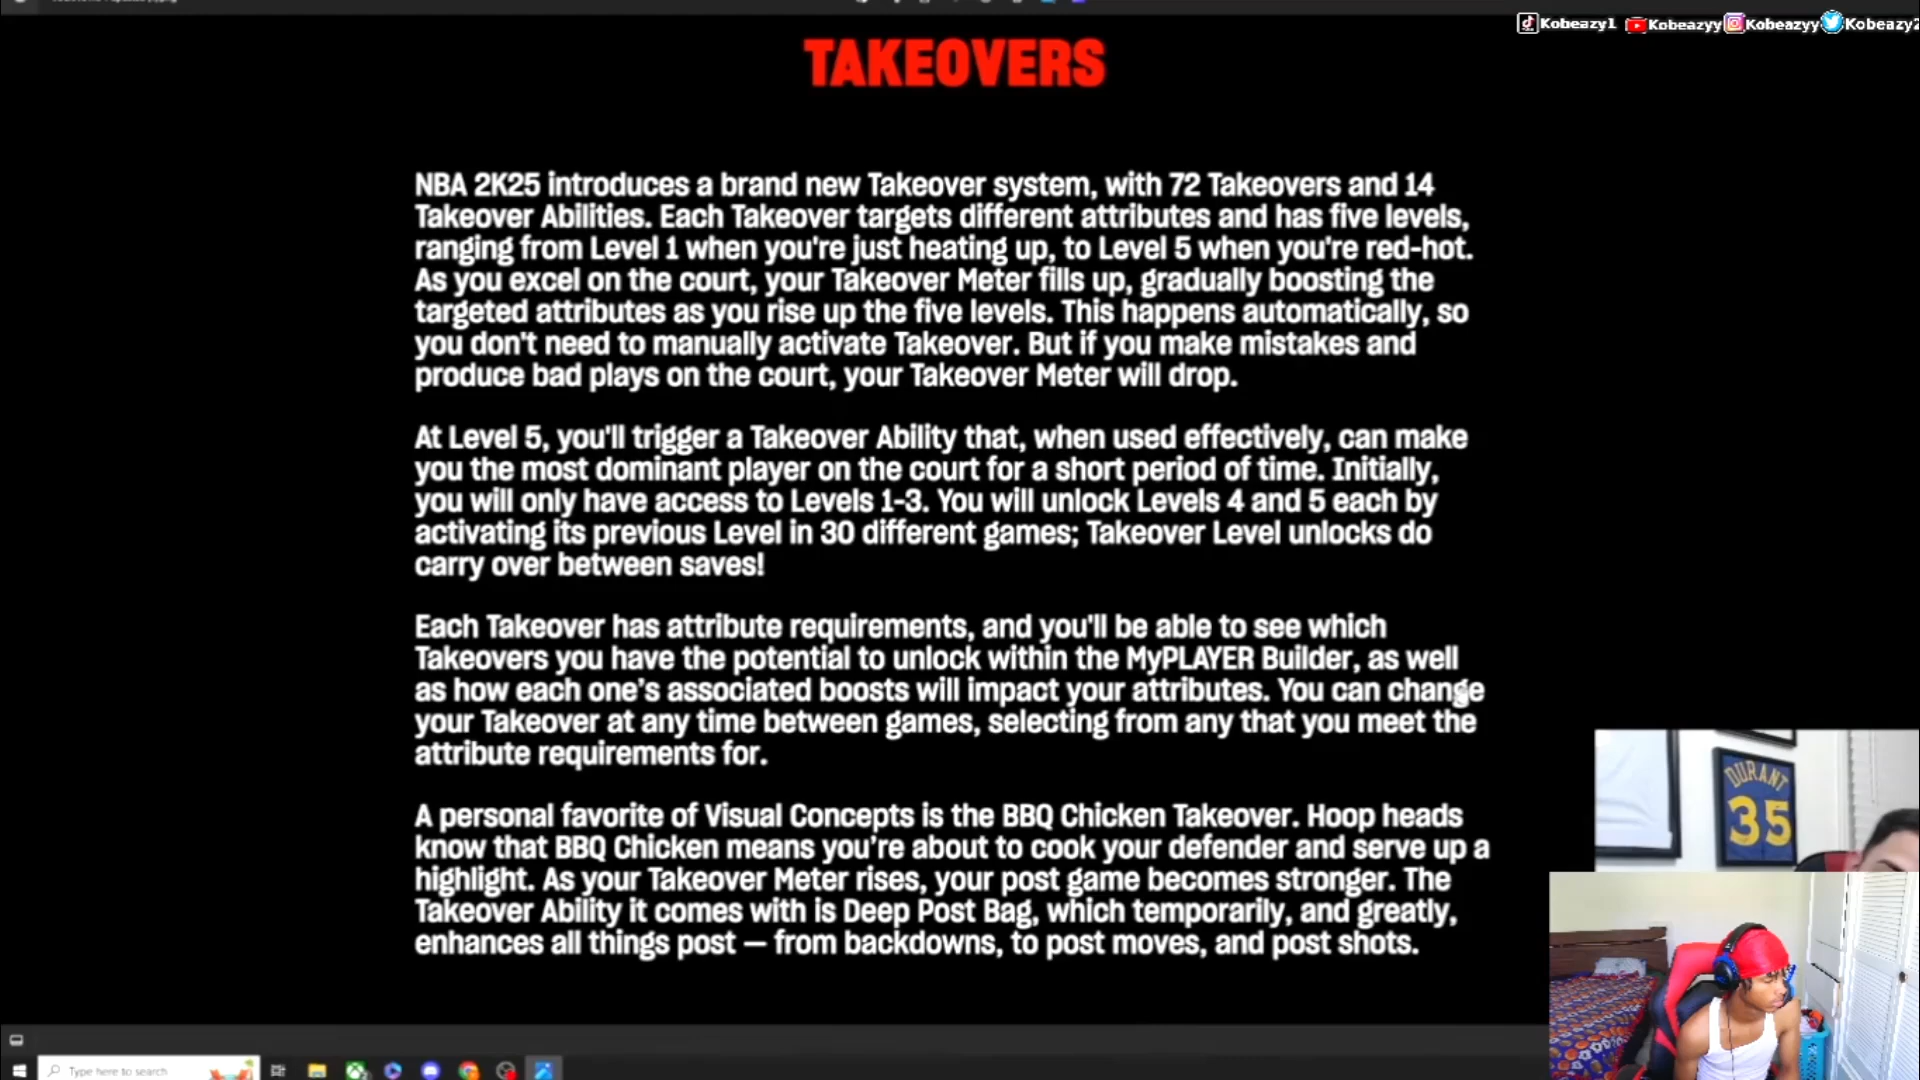 Kobeazy1 Kobeazyy Kobeazyy Kobeazy2
TAKEOVERS
NBA 2K25 introduces a brand new Takeover system, with 72 Takeovers and 14
Takeover Abilities. Each Takeover targets different attributes and has five levels,
ranging from Level 1 when you're just heating up, to Level 5 when you're red-hot.
As you excel on the court, your Takeover Meter fills up, gradually boosting the
targeted attributes as you rise up the five levels. This happens automatically, so
you don't need to manually activate Takeover. But if you make mistakes and
produce bad plays on the court, your Takeover Meter will drop.
At Level 5, you'll trigger a Takeover Ability that, when used effectively, can make
you the most dominant player on the court for a short period of time. Initially,
you will only have access to Levels 1-3. You will unlock Levels 4 and 5 each by
activating its previous Level in 30 different games; Takeover Level unlocks do
carry over between saves!
Each Takeover has attribute requirements, and you'll be able to see which
Takeovers you have the potential to unlock within the MyPLAYER Builder, as well
as how each one’s associated boosts will impact your attributes. You can change
your Takeover at any time between games, selecting from any that you meet the
attribute requirements for.
A personal favorite of Visual Concepts is the BBQ Chicken Takeover. Hoop heads
know that BBQ Chicken means you’re about to cook your defender and serve up a
highlight. As your Takeover Meter rises, your post game becomes stronger. The
Takeover Ability it comes with is Deep Post Bag, which temporarily, and greatly,
enhances all things post — from backdowns, to post moves, and post shots.
DURANT
35
Type here to search